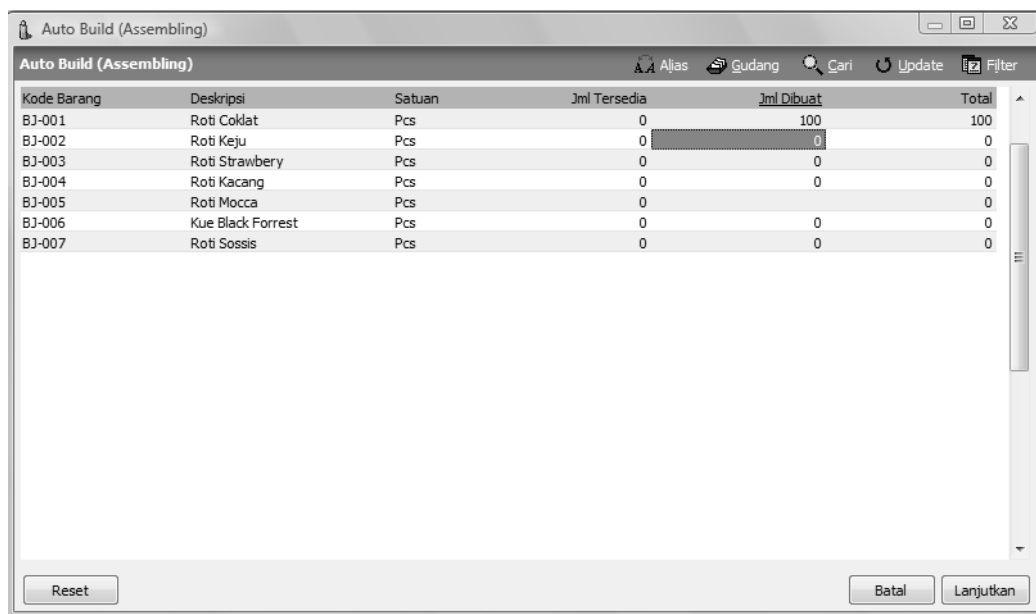 Auto Build (Assembling)
Auto Build (Assembling) Alias Gudang Cari Update Filter
Kode Barang Deskripsi Satuan Jml Tersedia Jml Dibuat Total
BJ-001 Roti Coklat Pcs 0 100 100
BJ-002 Roti Keju Pcs 0 0 0
BJ-003 Roti Strawbery Pcs 0 0 0
BJ-004 Roti Kacang Pcs 0 0 0
BJ-005 Roti Mocca Pcs 0 0
BJ-006 Kue Black Forrest Pcs 0 0 0
BJ-007 Roti Sossis Pcs 0 0 0
Reset Batal Lanjutkan